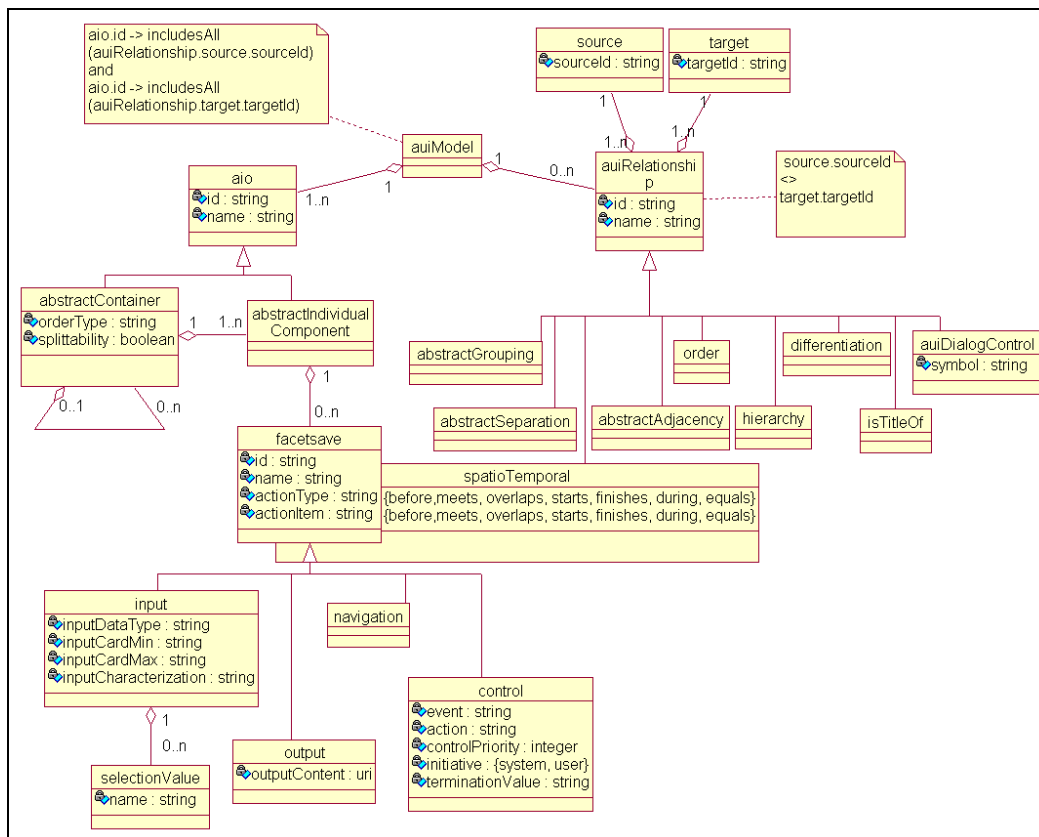 aio.id -> includesAll
(auiRelationship.source.sourceId)
and
aio.id -> includesAll
(auiRelationship.target.targetId)
source
sourceId : string
target
targetId : string
1
1
1..n
1..n
auiModel
1
1
0..n
1..n
auiRelationshi
p
id : string
name : string
source.sourceId
<>
target.targetId
aio
id : string
name : string
abstractContainer
orderType : string
splittability : boolean
1
1..n
0..1
0..n
abstractIndividual
Component
1
0..n
abstractGrouping
order
differentiation
auiDialogControl
symbol : string
abstractSeparation
abstractAdjacency
hierarchy
isTitleOf
facetsave
id : string
name : string
actionType : string
actionItem : string
spatioTemporal
{before,meets, overlaps, starts, finishes, during, equals}
{before,meets, overlaps, starts, finishes, during, equals}
input
inputDataType : string
inputCardMin : string
inputCardMax : string
inputCharacterization : string
1
0..n
selectionValue
name : string
output
outputContent : uri
navigation
control
event : string
action : string
controlPriority : integer
initiative : {system, user}
terminationValue : string